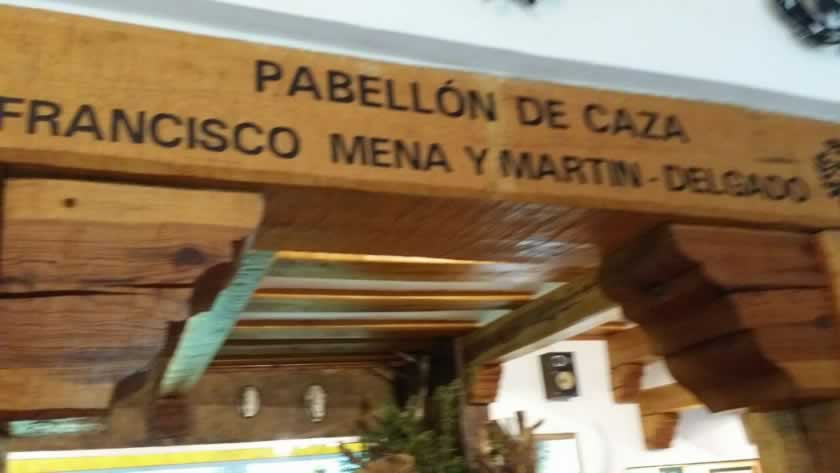 PABELLÓN DE CAZA
FRANCISCO MENA Y MARTIN-DELGADO